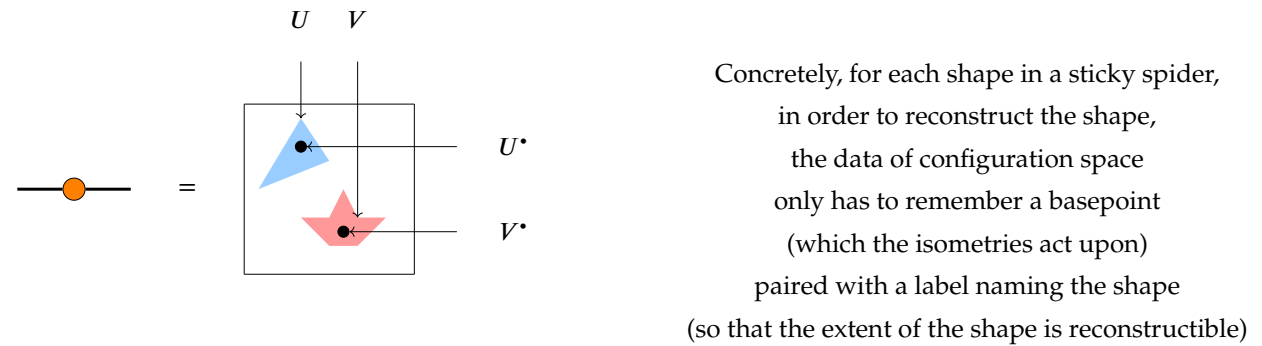 U V
=
U•
V•
Concretely, for each shape in a sticky spider,
in order to reconstruct the shape,
the data of configuration space
only has to remember a basepoint
(which the isometries act upon)
paired with a label naming the shape
(so that the extent of the shape is reconstructible)